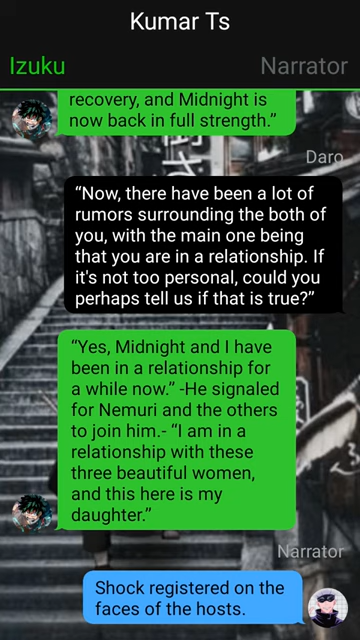 Kumar Ts
Izuku
Narrator
recovery, and Midnight is
now back in full strength.”
Daro
“Now, there have been a lot of
rumors surrounding the both of
you, with the main one being
that you are in a relationship. If
it's not too personal, could you
perhaps tell us if that is true?”
“Yes, Midnight and I have
been in a relationship for
a while now.” -He signaled
for Nemuri and the others
to join him.- “I am in a
relationship with these
three beautiful women,
and this here is my
daughter.”
Narrator
Shock registered on the
faces of the hosts.